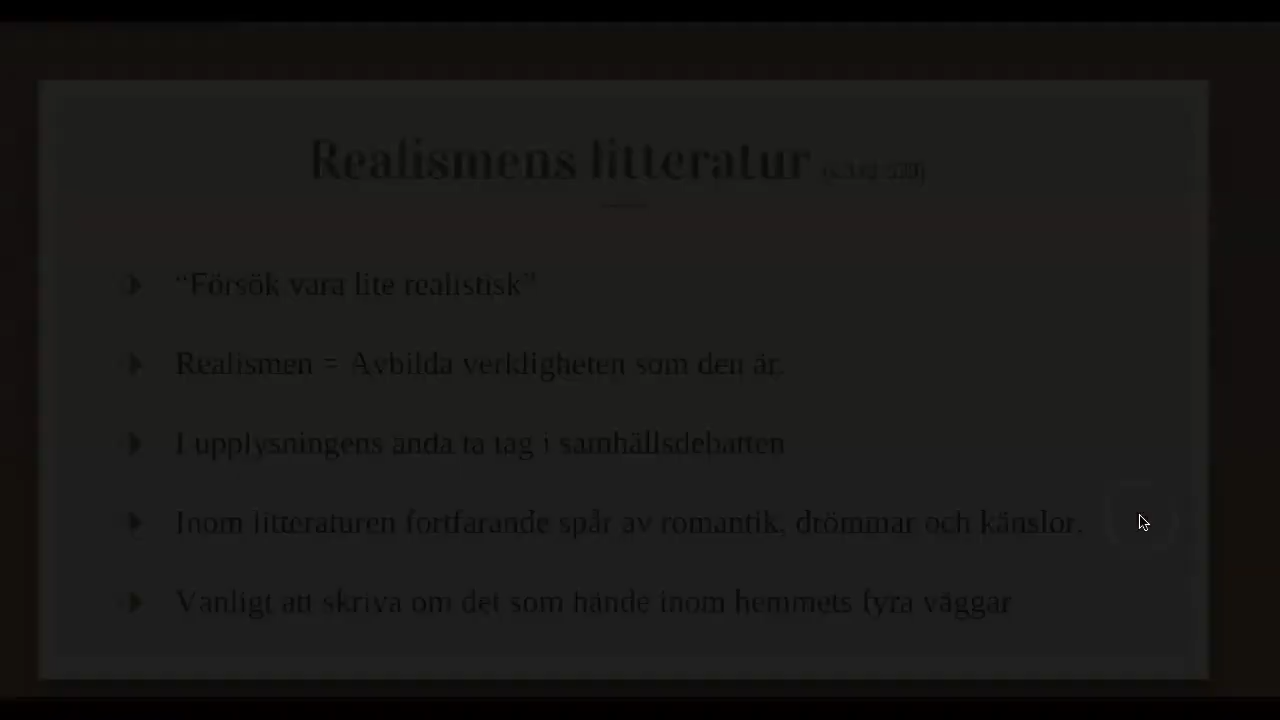 Realismens litteratur
“Försök vara lite realistisk”
Realismen = Avbilda verkligheten som den är.
I upplysningens anda ta tag i samhällsdebatten
Inom litteraturen fortfarande spår av romantik, drömmar och känslor.
Vanligt att skriva om det som hände inom hemmets fyra väggar